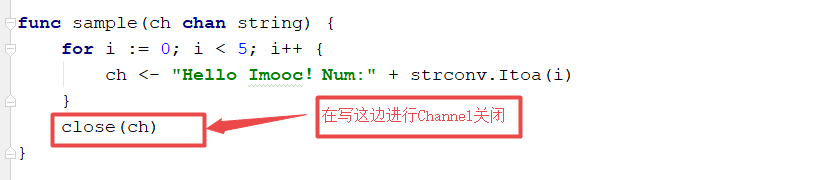 func sample(ch chan string) {
    for i := 0; i < 5; i++ {
        ch <- "Hello Imooc! Num:" + strconv.Itoa(i)
    }
    close(ch)
在写这边进行Channel关闭
}